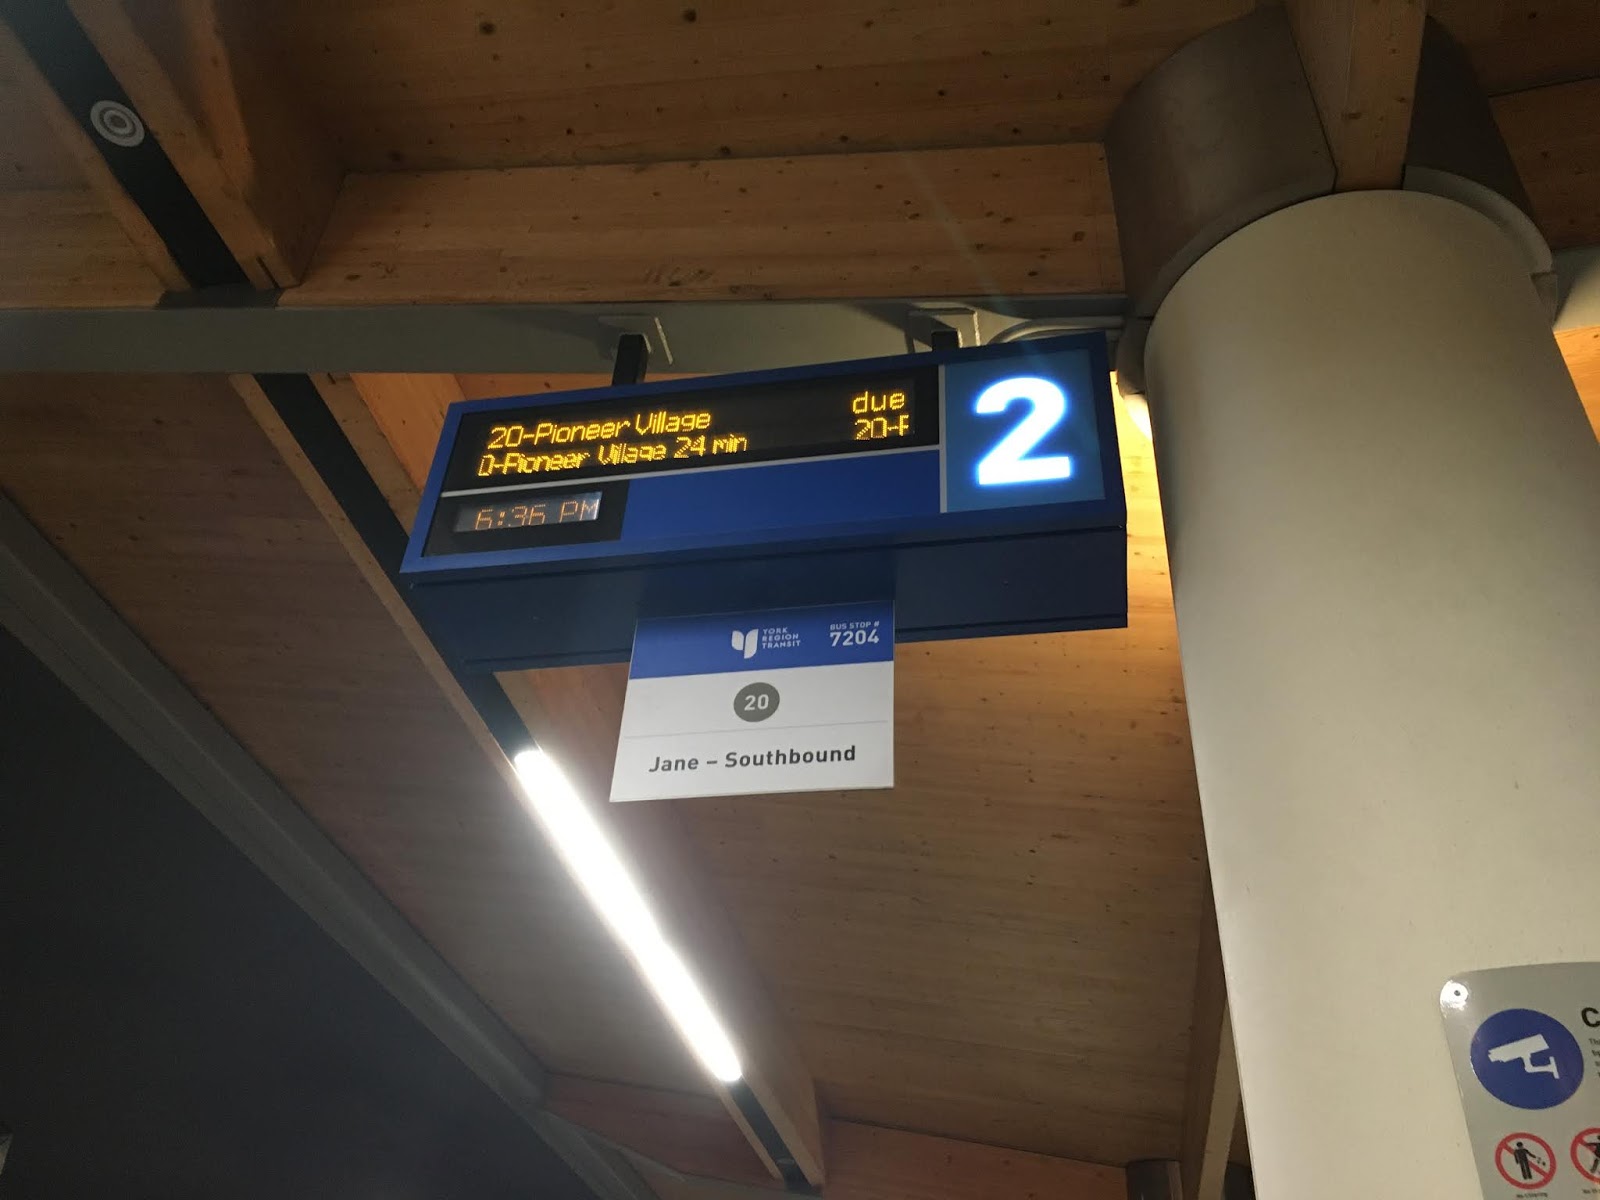 20-Pioneer Village due
0-Pioneer Village 24 min 20-P
6:36 PM
2
YORK
REGION
TRANSIT
BUS STOP #
7204
20
Jane – Southbound
C